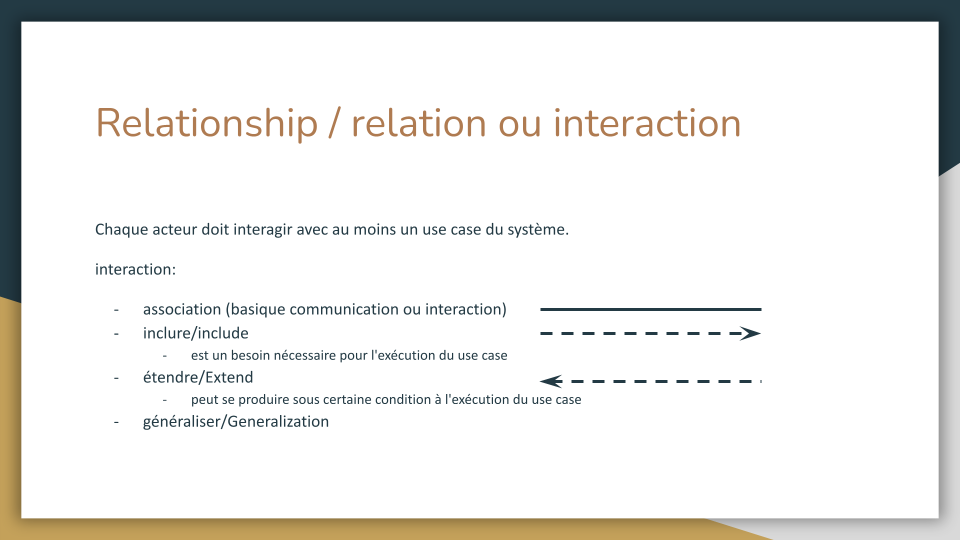 Relationship / relation ou interaction
Chaque acteur doit interagir avec au moins un use case du système.
interaction:
- association (basique communication ou interaction)
- inclure/include
- est un besoin nécessaire pour l'exécution du use case
- étendre/Extend
- peut se produire sous certaine condition à l'exécution du use case
- généraliser/Generalization